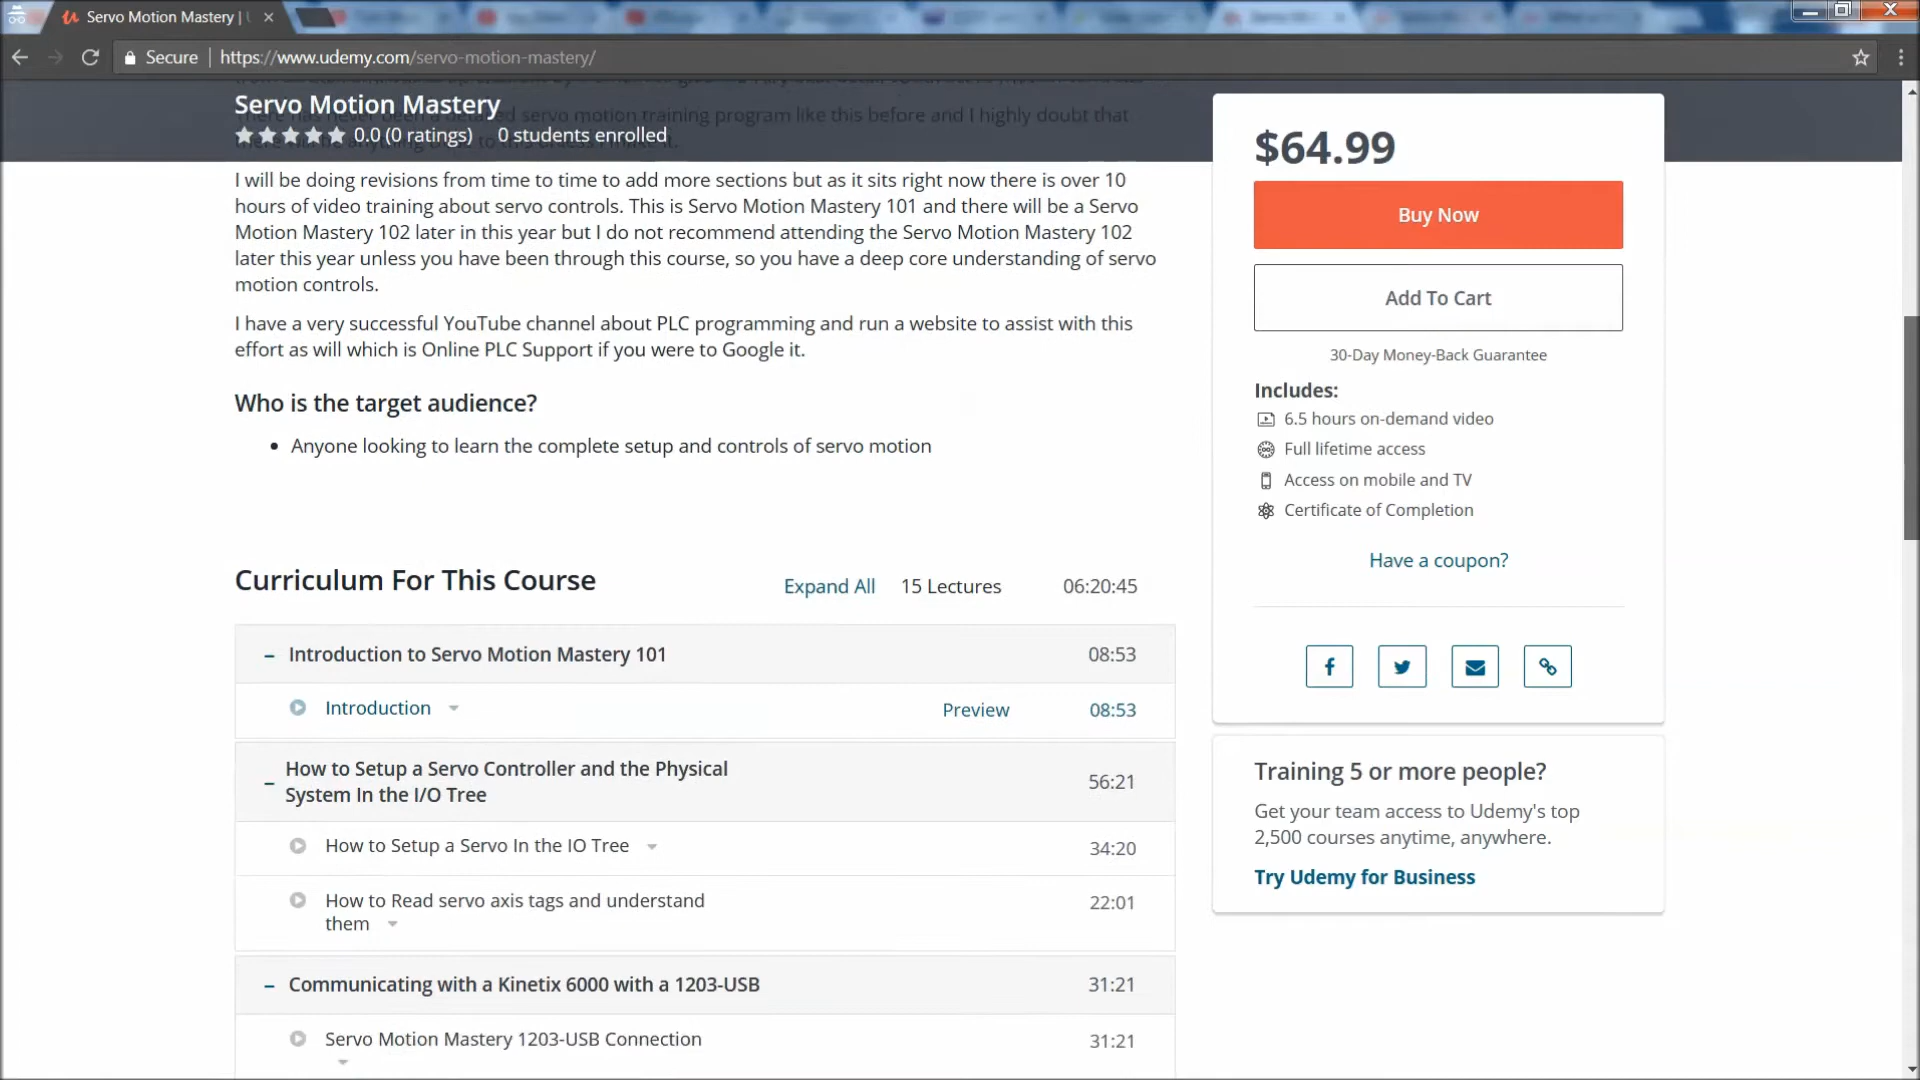 Servo Motion Mastery | U
Secure
https://www.udemy.com/servo-motion-mastery/
Servo Motion Mastery
servo motion training program like this before and I highly doubt that
0.0 (0 ratings) 0 students enrolled
I will be doing revisions from time to time to add more sections but as it sits right now there is over 10
hours of video training about servo controls. This is Servo Motion Mastery 101 and there will be a Servo
Motion Mastery 102 later in this year but I do not recommend attending the Servo Motion Mastery 102
later this year unless you have been through this course, so you have a deep core understanding of servo
motion controls.
I have a very successful YouTube channel about PLC programming and run a website to assist with this
effort as will which is Online PLC Support if you were to Google it.
Who is the target audience?
• Anyone looking to learn the complete setup and controls of servo motion
Curriculum For This Course
Expand All 15 Lectures 06:20:45
– Introduction to Servo Motion Mastery 101 08:53
Introduction Preview 08:53
– How to Setup a Servo Controller and the Physical
System In the I/O Tree 56:21
How to Setup a Servo In the IO Tree 34:20
How to Read servo axis tags and understand
them 22:01
– Communicating with a Kinetix 6000 with a 1203-USB 31:21
Servo Motion Mastery 1203-USB Connection 31:21
$64.99
Buy Now
Add To Cart
30-Day Money-Back Guarantee
Includes:
6.5 hours on-demand video
Full lifetime access
Access on mobile and TV
Certificate of Completion
Have a coupon?
Training 5 or more people?
Get your team access to Udemy's top
2,500 courses anytime, anywhere.
Try Udemy for Business